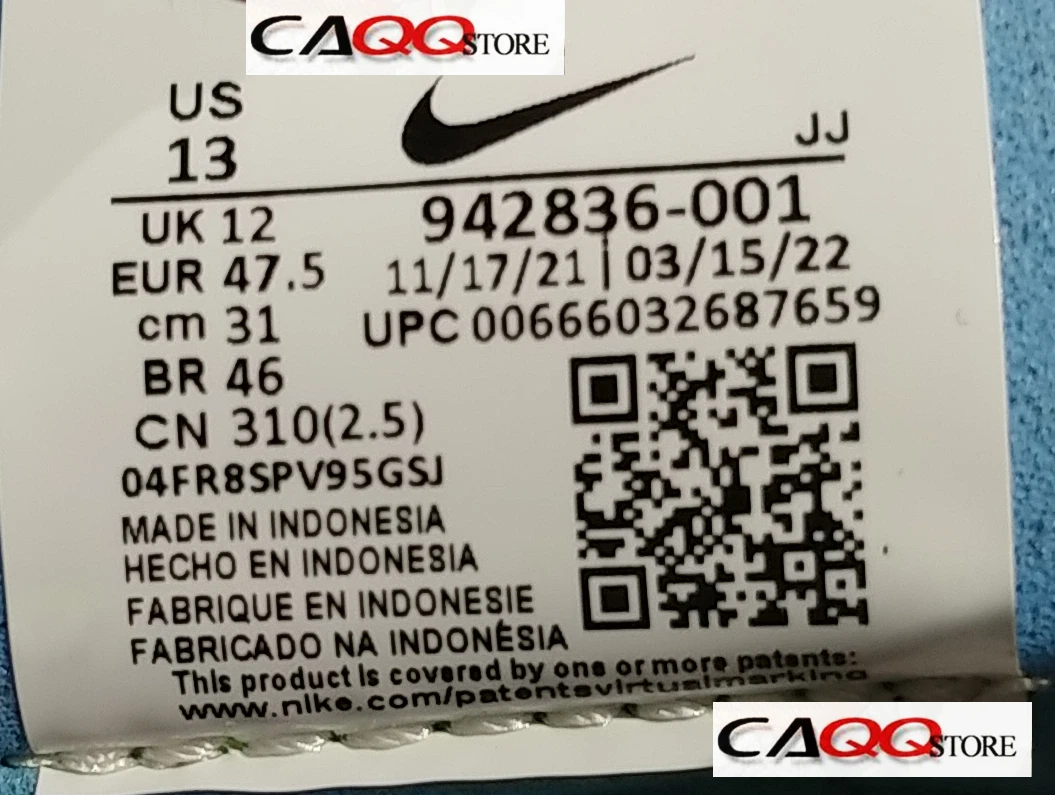 CAQQSTORE
US
13
JJ
UK 12
942836-001
EUR 47.5
11/17/21 | 03/15/22
cm 31
UPC 00666032687659
BR 46
CN 310(2.5)
04FR8SPV95GSJ
MADE IN INDONESIA
HECHO EN INDONESIA
FABRIQUE EN INDONESIE
FABRICADO NA INDONÉSIA
This product is covered by one or more patents:
www.nike.com/patentsvirtualmarking
CAQQSTORE